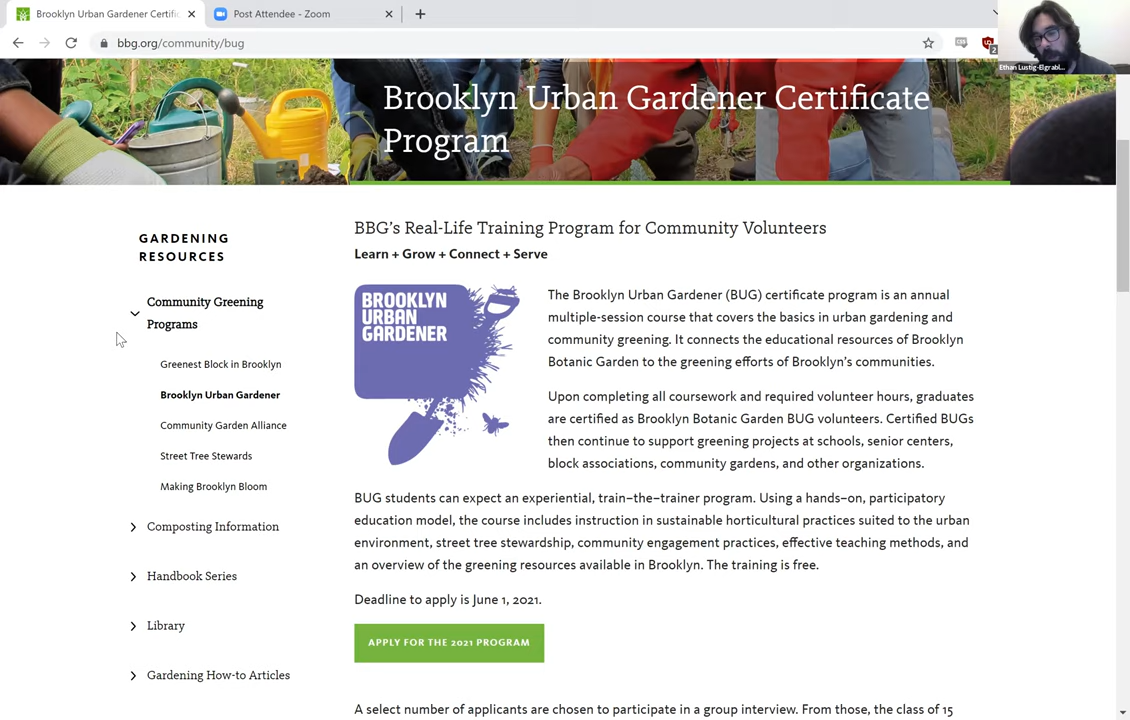 Brooklyn Urban Gardener Certific
Post Attendee - Zoom
bbg.org/community/bug
2
Ethan Lustig-Elgrabl...
Brooklyn Urban Gardener Certificate
Program
GARDENING
RESOURCES
Community Greening
Programs
Greenest Block in Brooklyn
Brooklyn Urban Gardener
Community Garden Alliance
Street Tree Stewards
Making Brooklyn Bloom
Composting Information
Handbook Series
Library
Gardening How-to Articles
BBG's Real-Life Training Program for Community Volunteers
Learn + Grow + Connect + Serve
BROOKLYN
URBAN
GARDENER
The Brooklyn Urban Gardener (BUG) certificate program is an annual
multiple-session course that covers the basics in urban gardening and
community greening. It connects the educational resources of Brooklyn
Botanic Garden to the greening efforts of Brooklyn's communities.
Upon completing all coursework and required volunteer hours, graduates
are certified as Brooklyn Botanic Garden BUG volunteers. Certified BUGs
then continue to support greening projects at schools, senior centers,
block associations, community gardens, and other organizations.
BUG students can expect an experiential, train-the-trainer program. Using a hands-on, participatory
education model, the course includes instruction in sustainable horticultural practices suited to the urban
environment, street tree stewardship, community engagement practices, effective teaching methods, and
an overview of the greening resources available in Brooklyn. The training is free.
Deadline to apply is June 1, 2021.
APPLY FOR THE 2021 PROGRAM
A select number of applicants are chosen to participate in a group interview. From those, the class of 15